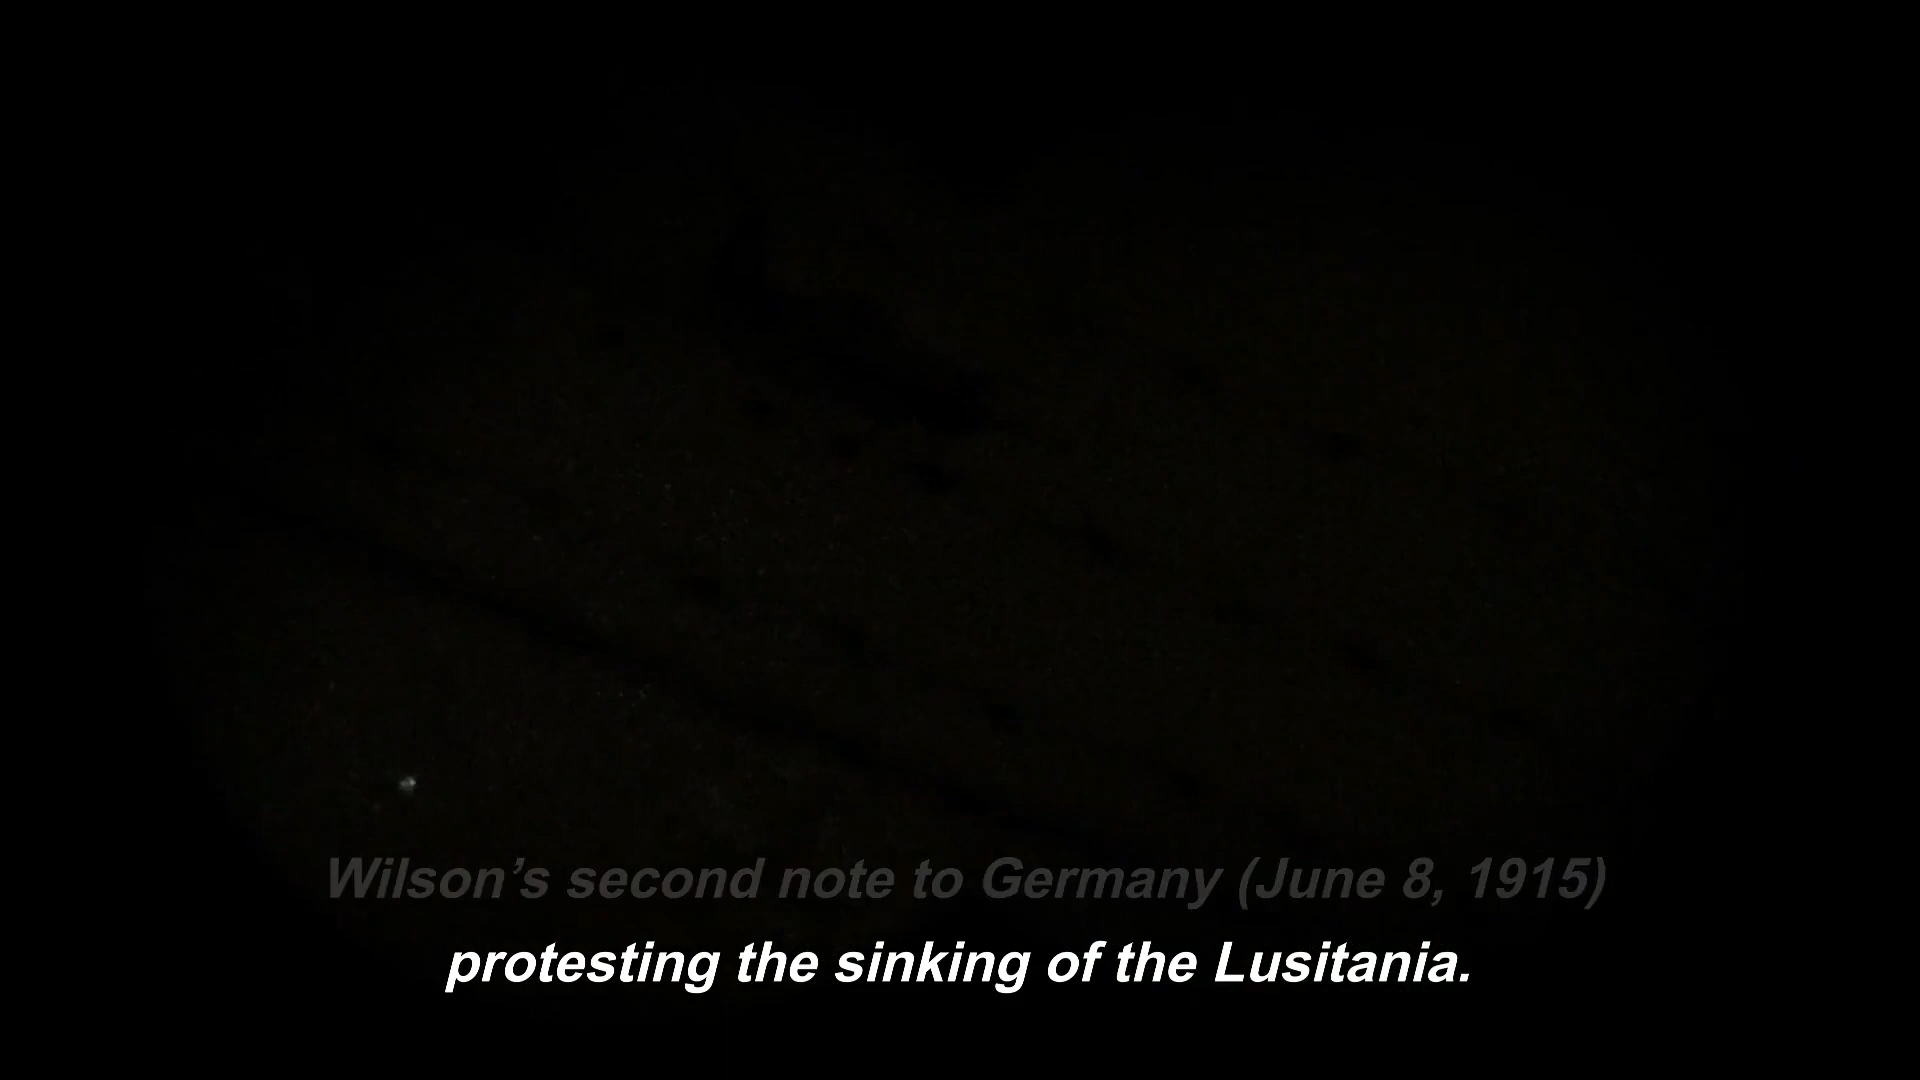 Wilson’s second note to Germany (June 8, 1915)
protesting the sinking of the Lusitania.